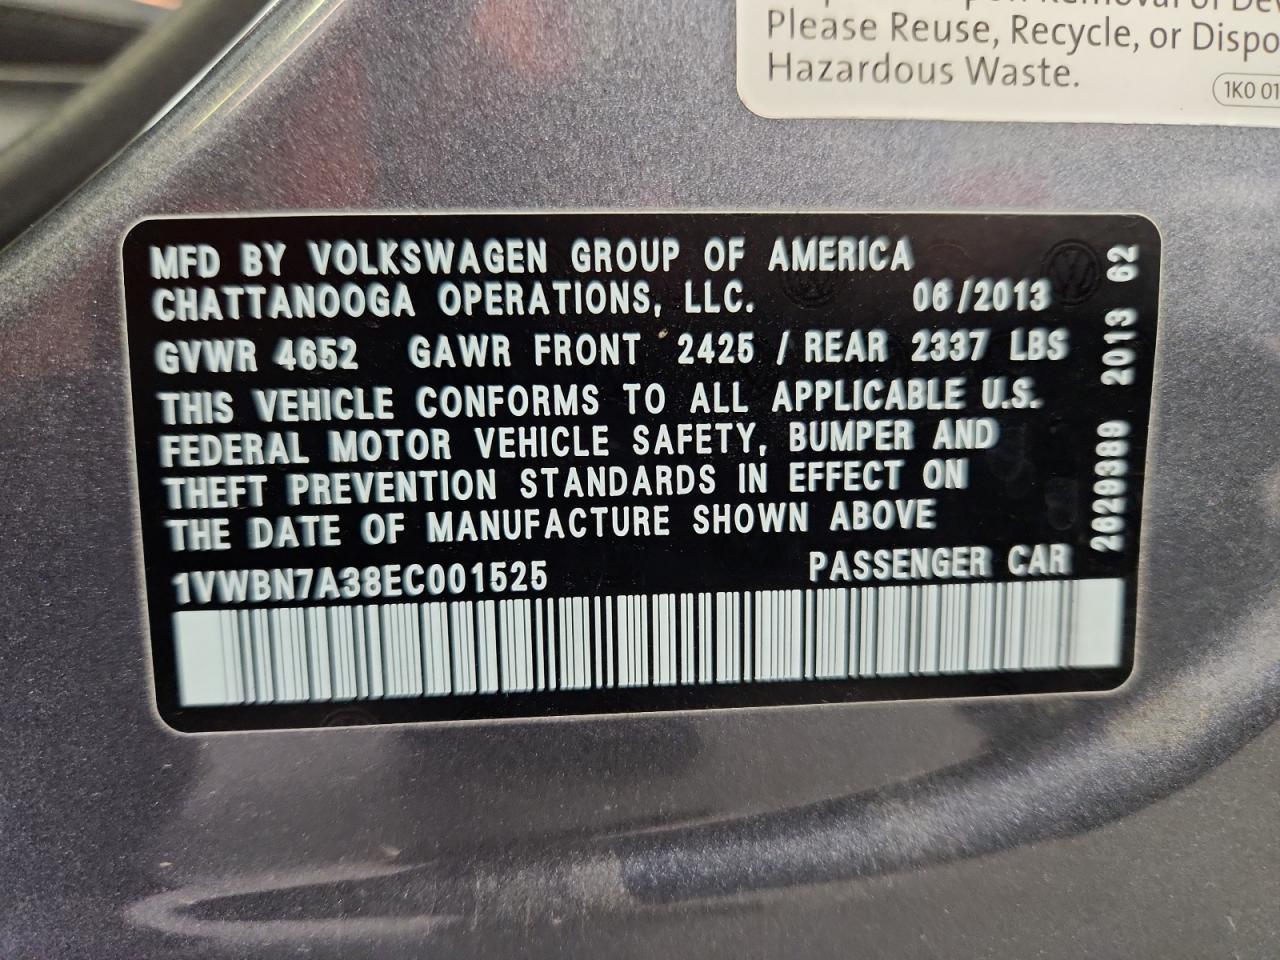 Removal of
Please Reuse, Recycle, or Dispo
Hazardous Waste.
1K0 01
MFD BY VOLKSWAGEN GROUP OF AMERICA
CHATTANOOGA OPERATIONS, LLC. 06/2013
GVWR 4652 GAWR FRONT 2425 / REAR 2337 LBS
THIS VEHICLE CONFORMS TO ALL APPLICABLE U.S.
FEDERAL MOTOR VEHICLE SAFETY, BUMPER AND
THEFT PREVENTION STANDARDS IN EFFECT ON
THE DATE OF MANUFACTURE SHOWN ABOVE
1VWBN7A38EC001525 PASSENGER CAR
2629389 2013 62